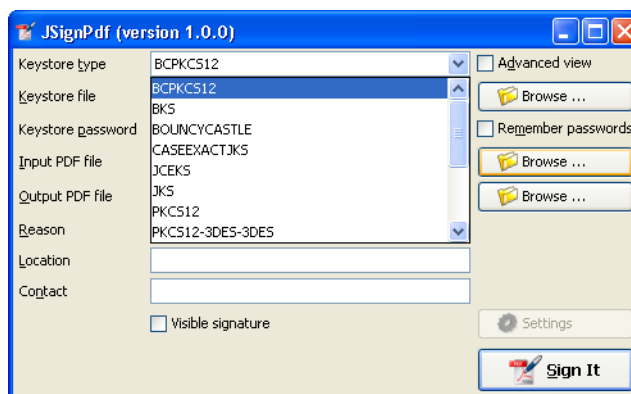 JSignPdf (version 1.0.0)
Keystore type BCPKCS12 Advanced view
BCPKCS12
Keystore file Browse ...
BKS
Keystore password BOUNCYCASTLE Remember passwords
CASEEXACTJKS
Input PDF file Browse ...
JCEKS
Output PDF file JKS Browse ...
PKCS12
Reason PKCS12-3DES-3DES
Location
Contact
Visible signature Settings
Sign It